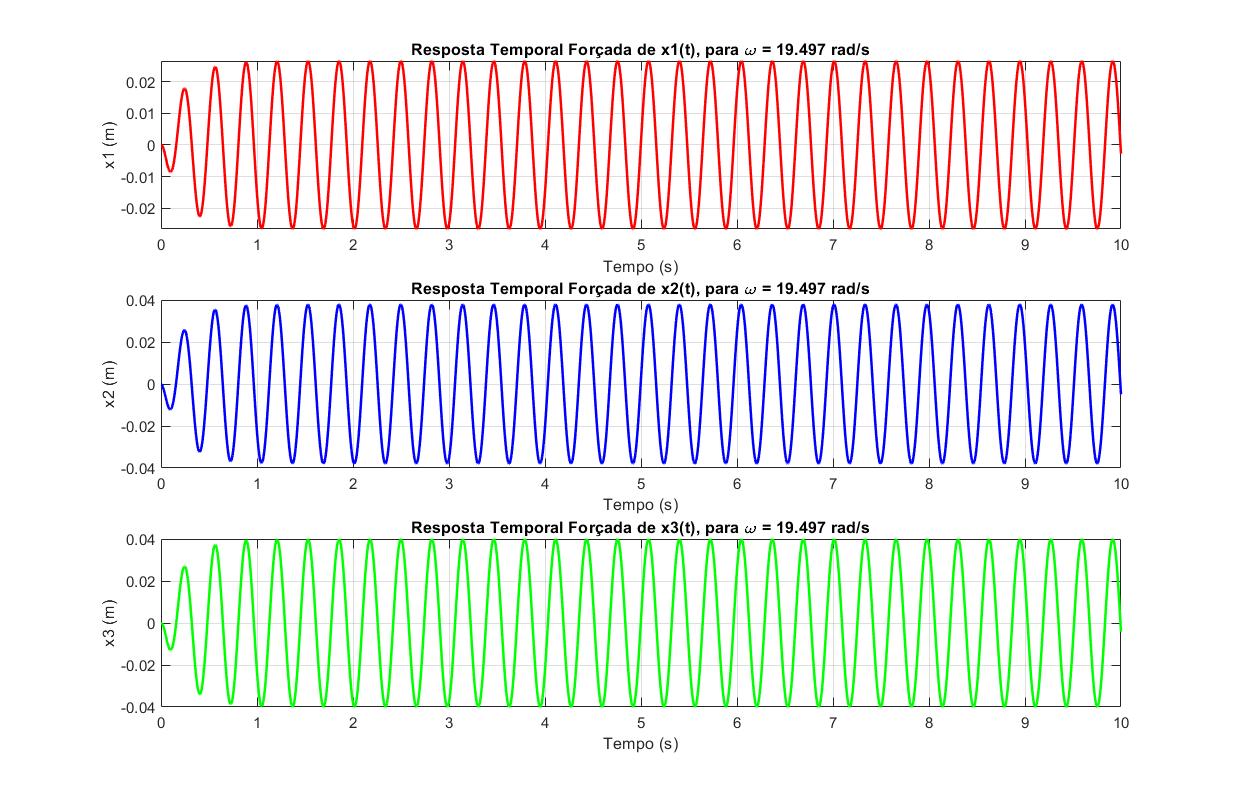 Resposta Temporal Forçada de x1(t), para ω = 19.497 rad/s
0.02
0.01
0
-0.01
-0.02
x1 (m)
0 1 2 3 4 5 6 7 8 9 10
Tempo (s)
Resposta Temporal Forçada de x2(t), para ω = 19.497 rad/s
0.04
0.02
0
-0.02
-0.04
x2 (m)
0 1 2 3 4 5 6 7 8 9 10
Tempo (s)
Resposta Temporal Forçada de x3(t), para ω = 19.497 rad/s
0.04
0.02
0
-0.02
-0.04
x3 (m)
0 1 2 3 4 5 6 7 8 9 10
Tempo (s)